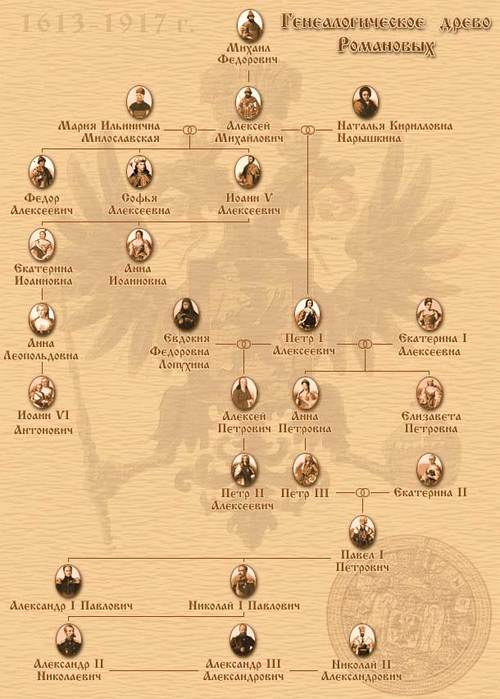 1613-1917 г.
Генеалогическое древо
Романовых
Михаил
Федорович
Мария Ильинична
Милославская
Алексей
Михайлович
Наталья Кирилловна
Нарышкина
Федор
Алексеевич
Софья
Алексеевна
Иоанн V
Алексеевич
Екатерина
Иоанновна
Анна
Иоанновна
Анна
Леопольдовна
Евдокия
Федоровна
Лопухина
Петр I
Алексеевич
Екатерина I
Алексеевна
Иоанн VI
Антонович
Алексей
Петрович
Анна
Петровна
Елизавета
Петровна
Петр II
Алексеевич
Петр III
Екатерина II
Павел I
Петрович
Александр I Павлович
Николай I Павлович
Александр II
Николаевич
Александр III
Александрович
Николай II
Александрович